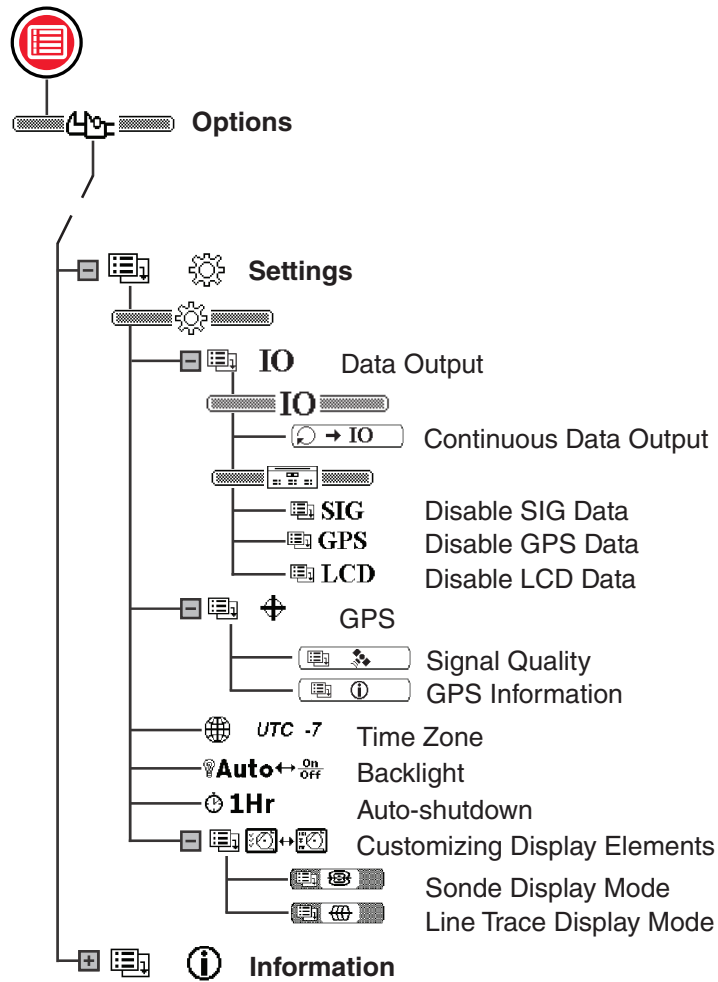 Options
Settings
IO Data Output
IO
IO Continuous Data Output
SIG Disable SIG Data
GPS Disable GPS Data
LCD Disable LCD Data
GPS
Signal Quality
GPS Information
UTC -7 Time Zone
Auto On Off Backlight
1Hr Auto-shutdown
Customizing Display Elements
Sonde Display Mode
Line Trace Display Mode
Information